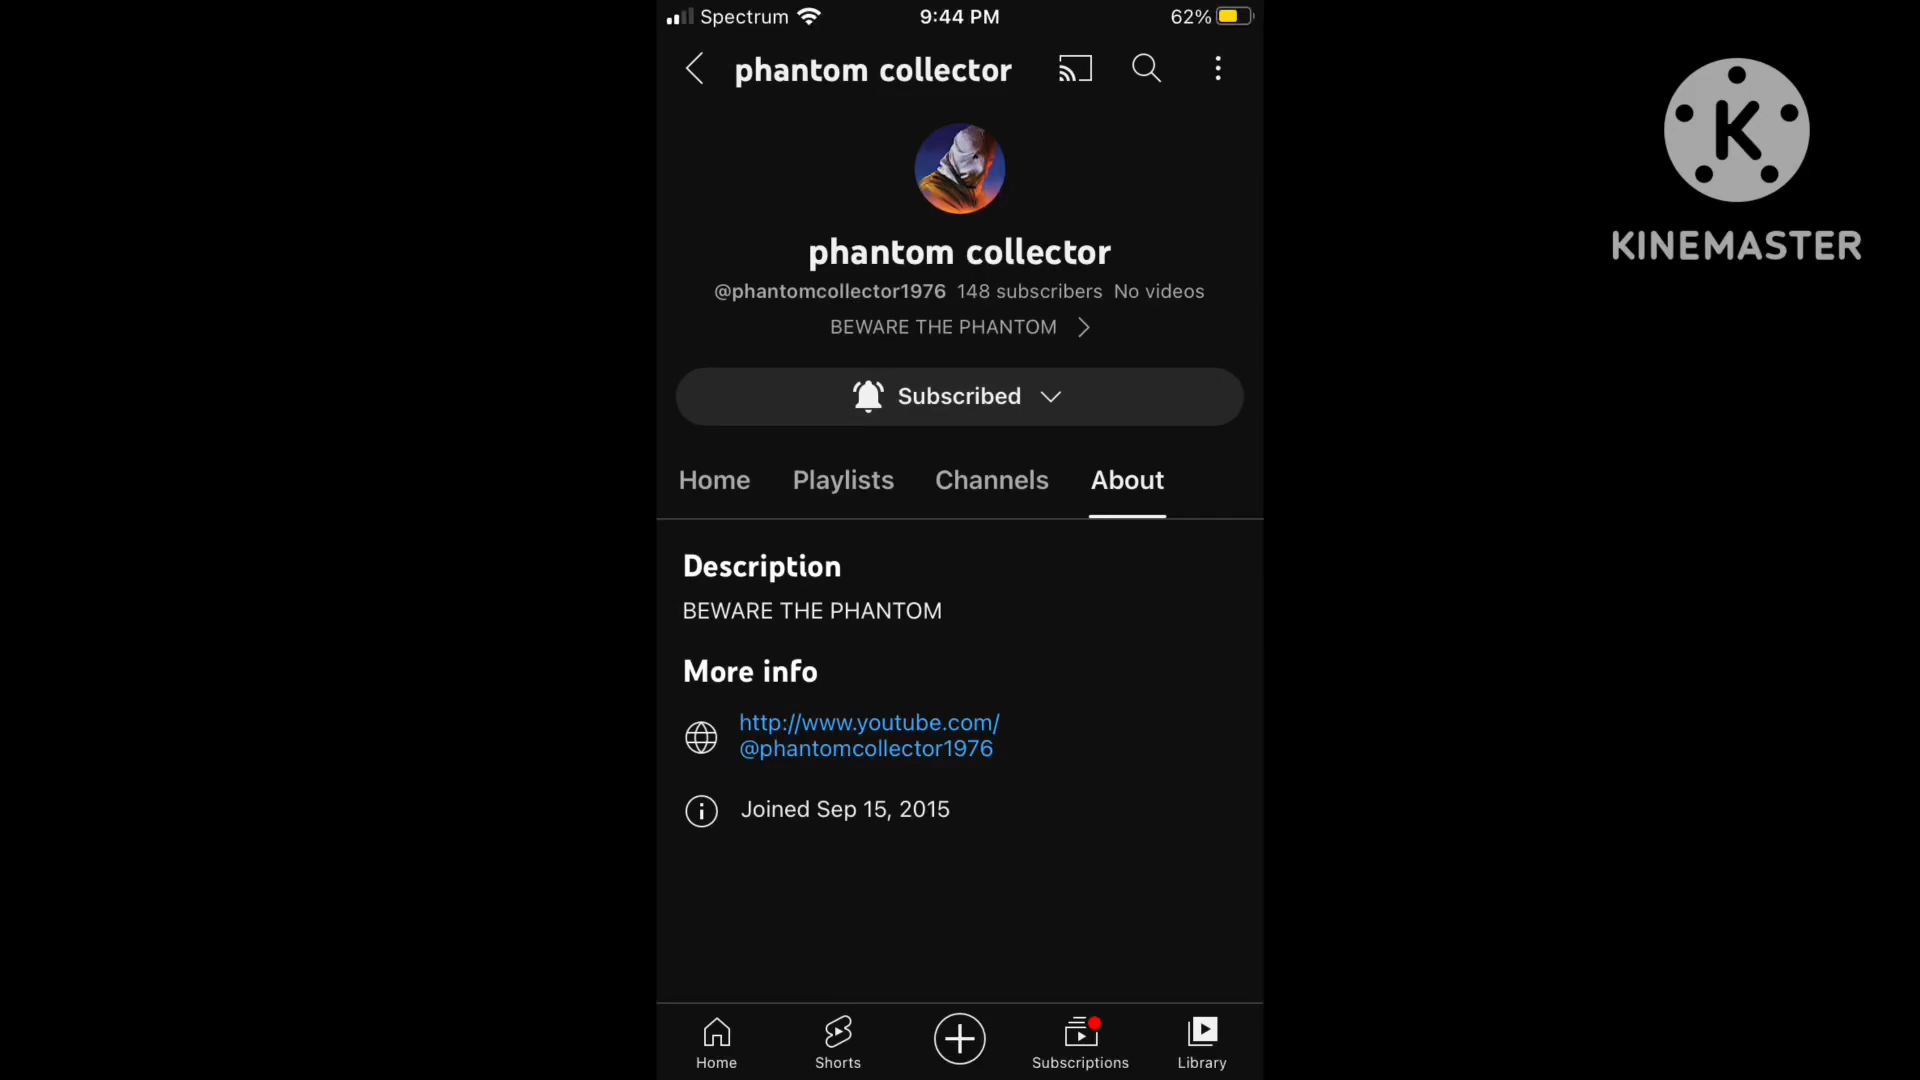 Spectrum 9:44 PM 62%
phantom collector
phantom collector
@phantomcollector1976 148 subscribers No videos
BEWARE THE PHANTOM
Subscribed
Home Playlists Channels About
Description
BEWARE THE PHANTOM
More info
http://www.youtube.com/
@phantomcollector1976
Joined Sep 15, 2015
Home Shorts Subscriptions Library
K
KINEMASTER